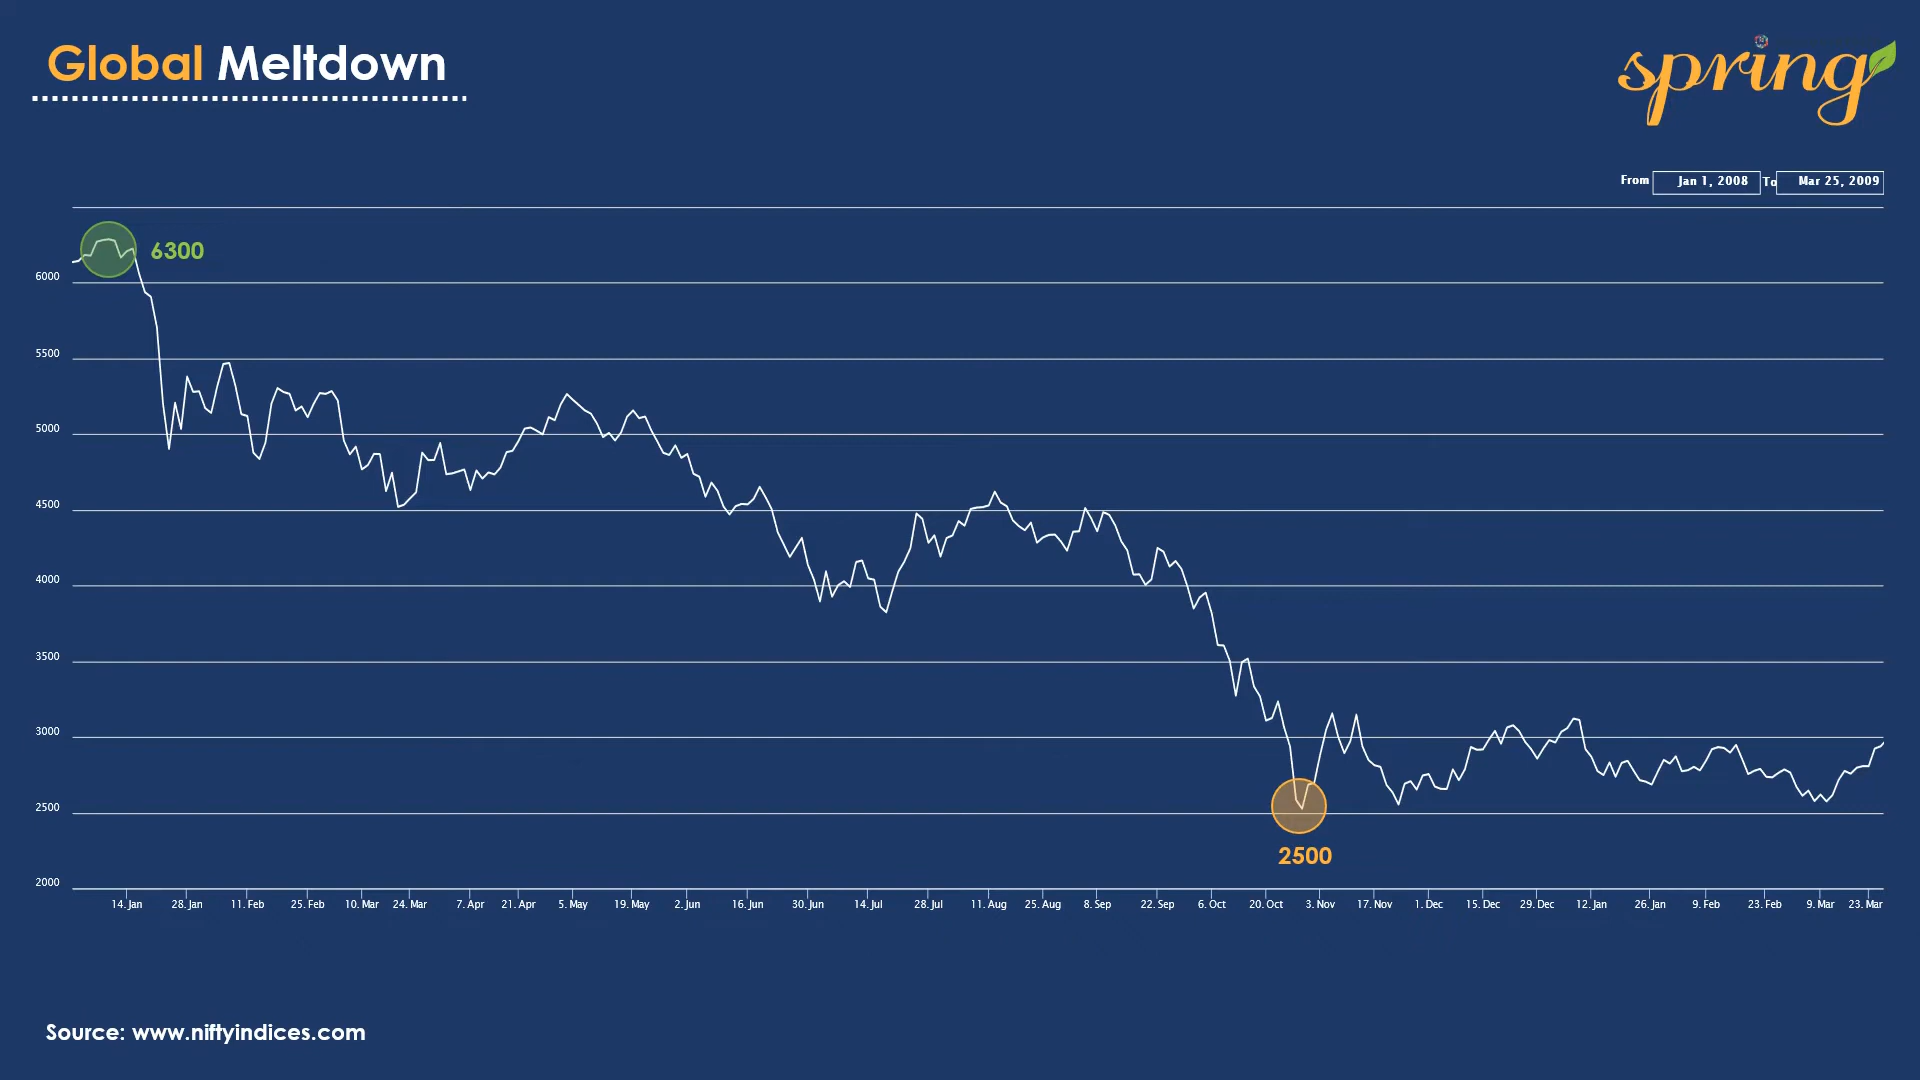 Global Meltdown
spring
From Jan 1, 2008 To Mar 25, 2009
6300
6000
5500
5000
4500
4000
3500
3000
2500
2500
2000
14. Jan 28. Jan 11. Feb 25. Feb 10. Mar 24. Mar 7. Apr 21. Apr 5. May 19. May 2. Jun 16. Jun 30. Jun 14. Jul 28. Jul 11. Aug 25. Aug 8. Sep 22. Sep 6. Oct 20. Oct 3. Nov 17. Nov 1. Dec 15. Dec 29. Dec 12. Jan 26. Jan 9. Feb 23. Feb 9. Mar 23. Mar
Source: www.niftyindices.com